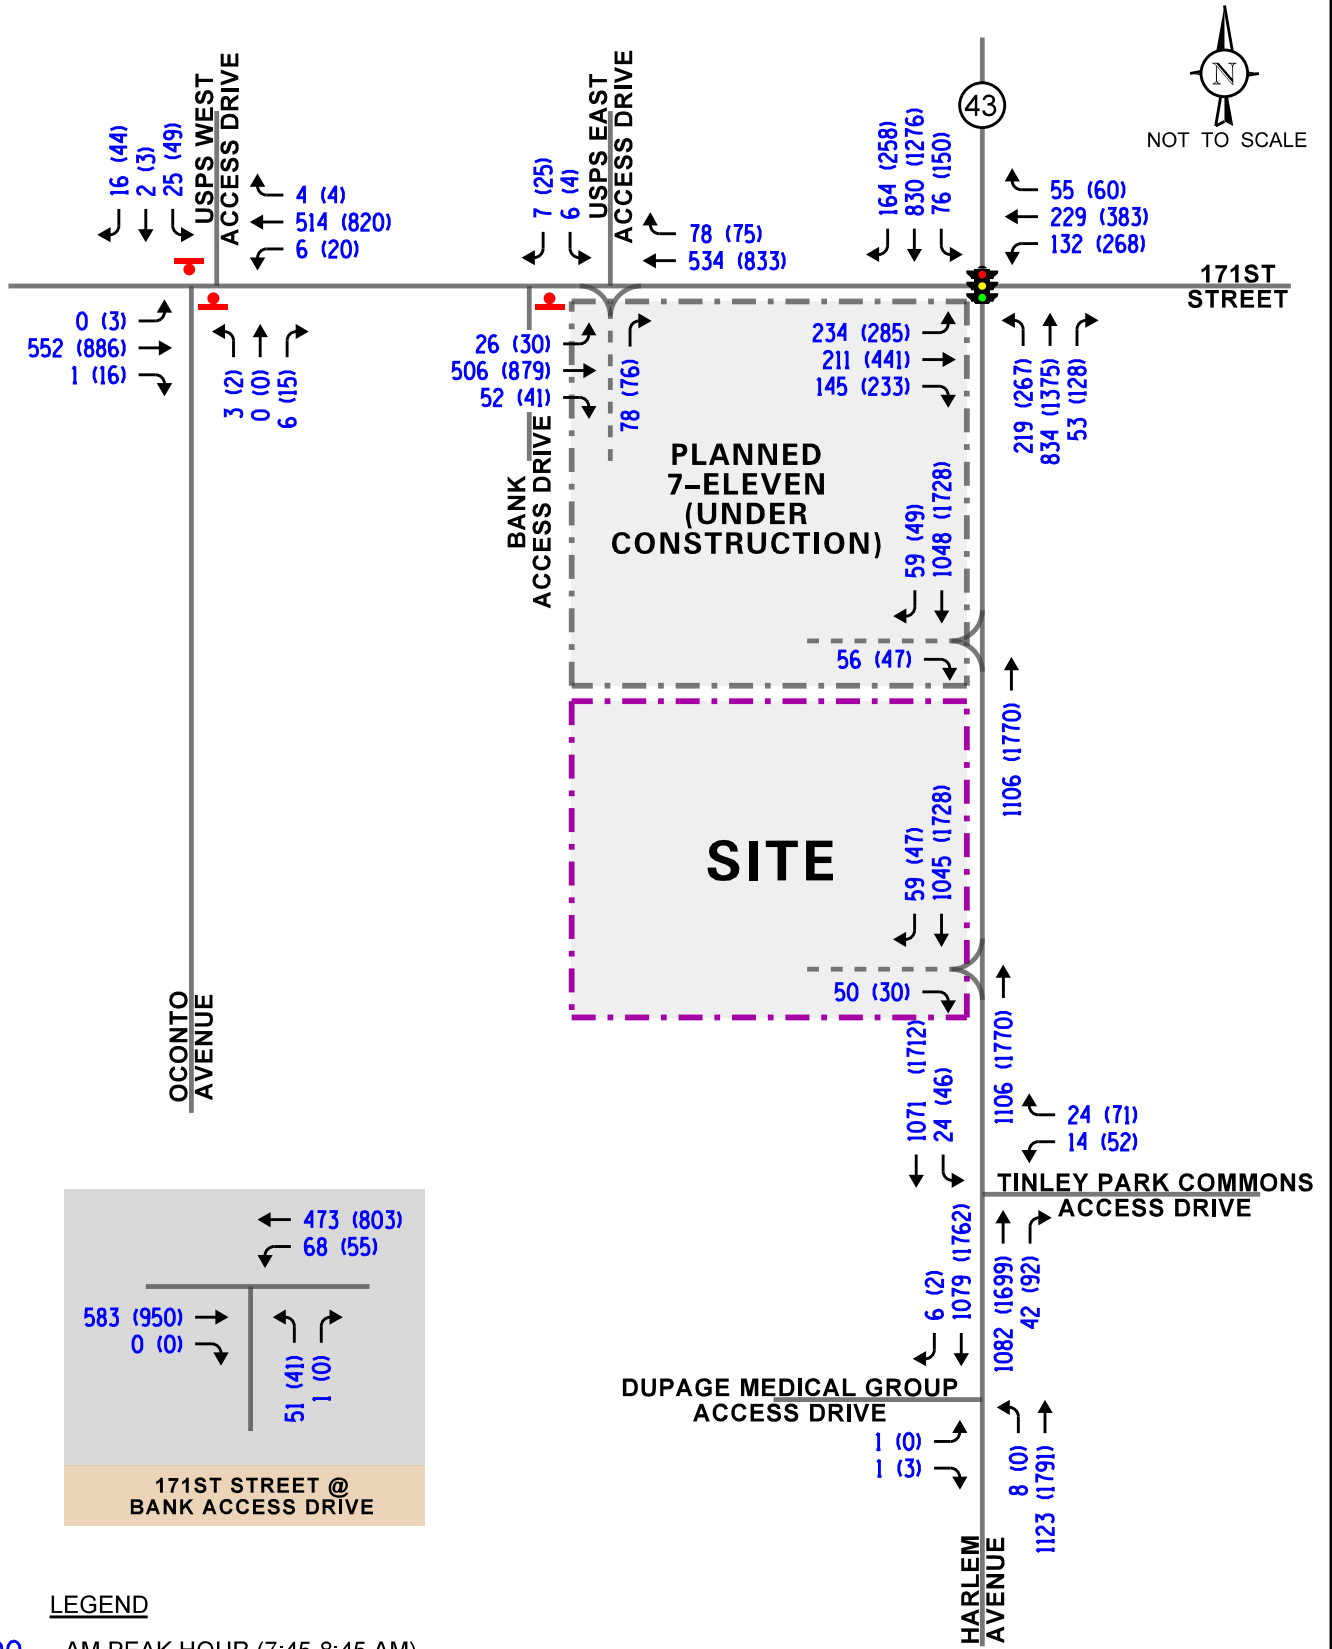 N
NOT TO SCALE
43
USPS WEST
ACCESS DRIVE
16 (44)
2 (3)
25 (49)
4 (4)
514 (820)
6 (20)
0 (3)
552 (886)
1 (16)
3 (2)
0 (0)
6 (15)
USPS EAST
ACCESS DRIVE
7 (25)
6 (4)
78 (75)
534 (833)
26 (30)
506 (879)
52 (41)
78 (76)
BANK
ACCESS DRIVE
164 (258)
830 (1276)
76 (150)
55 (60)
229 (383)
132 (268)
171ST
STREET
234 (285)
211 (441)
145 (233)
219 (267)
834 (1375)
53 (128)
PLANNED
7-ELEVEN
(UNDER
CONSTRUCTION)
59 (49)
1048 (1728)
56 (47)
1106 (1770)
SITE
59 (47)
1045 (1728)
50 (30)
1106 (1770)
OCONTO
AVENUE
1071 (1712)
24 (46)
24 (71)
14 (52)
TINLEY PARK COMMONS
ACCESS DRIVE
1082 (1699)
42 (92)
6 (2)
1079 (1762)
DUPAGE MEDICAL GROUP
ACCESS DRIVE
1 (0)
1 (3)
8 (0)
1123 (1791)
HARLEM
AVENUE
473 (803)
68 (55)
583 (950)
0 (0)
51 (41)
1 (0)
171ST STREET @
BANK ACCESS DRIVE
LEGEND
AM PEAK HOUR (7:45-8:45 AM)